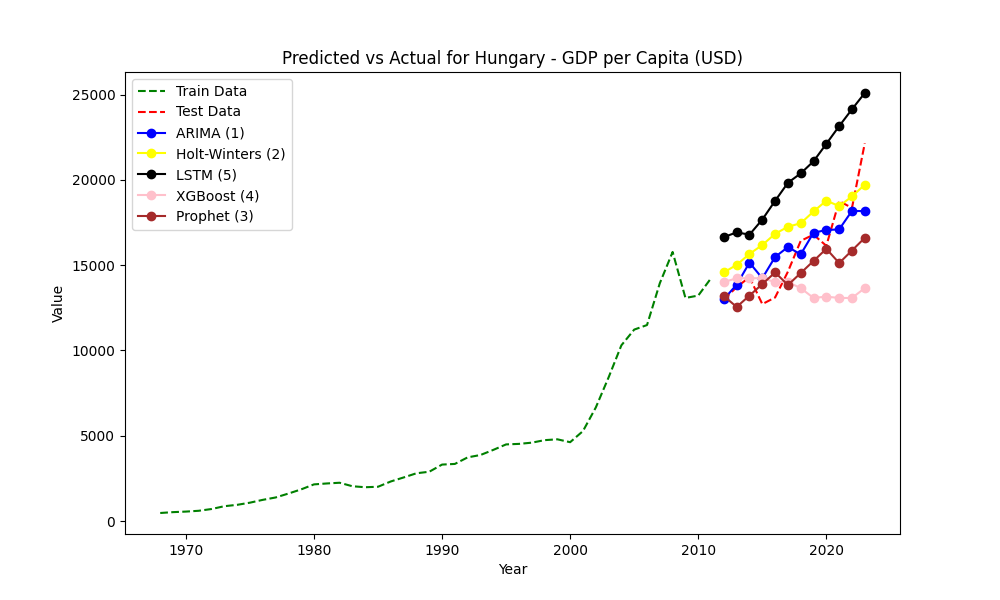 Predicted vs Actual for Hungary - GDP per Capita (USD)
Train Data
Test Data
ARIMA (1)
Holt-Winters (2)
LSTM (5)
XGBoost (4)
Prophet (3)
Value
25000
20000
15000
10000
5000
0
1970 1980 1990 2000 2010 2020
Year